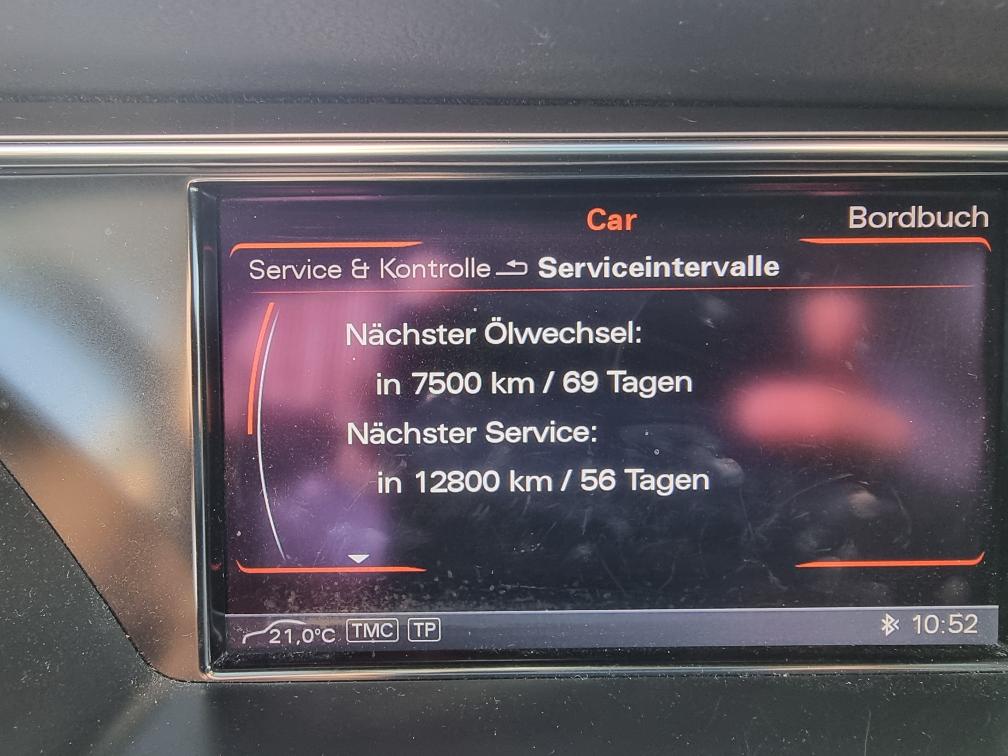 Car
Bordbuch
Service & Kontrolle Serviceintervalle
Nächster Ölwechsel:
in 7500 km / 69 Tagen
Nächster Service:
in 12800 km / 56 Tagen
21,0°C TMC TP 10:52